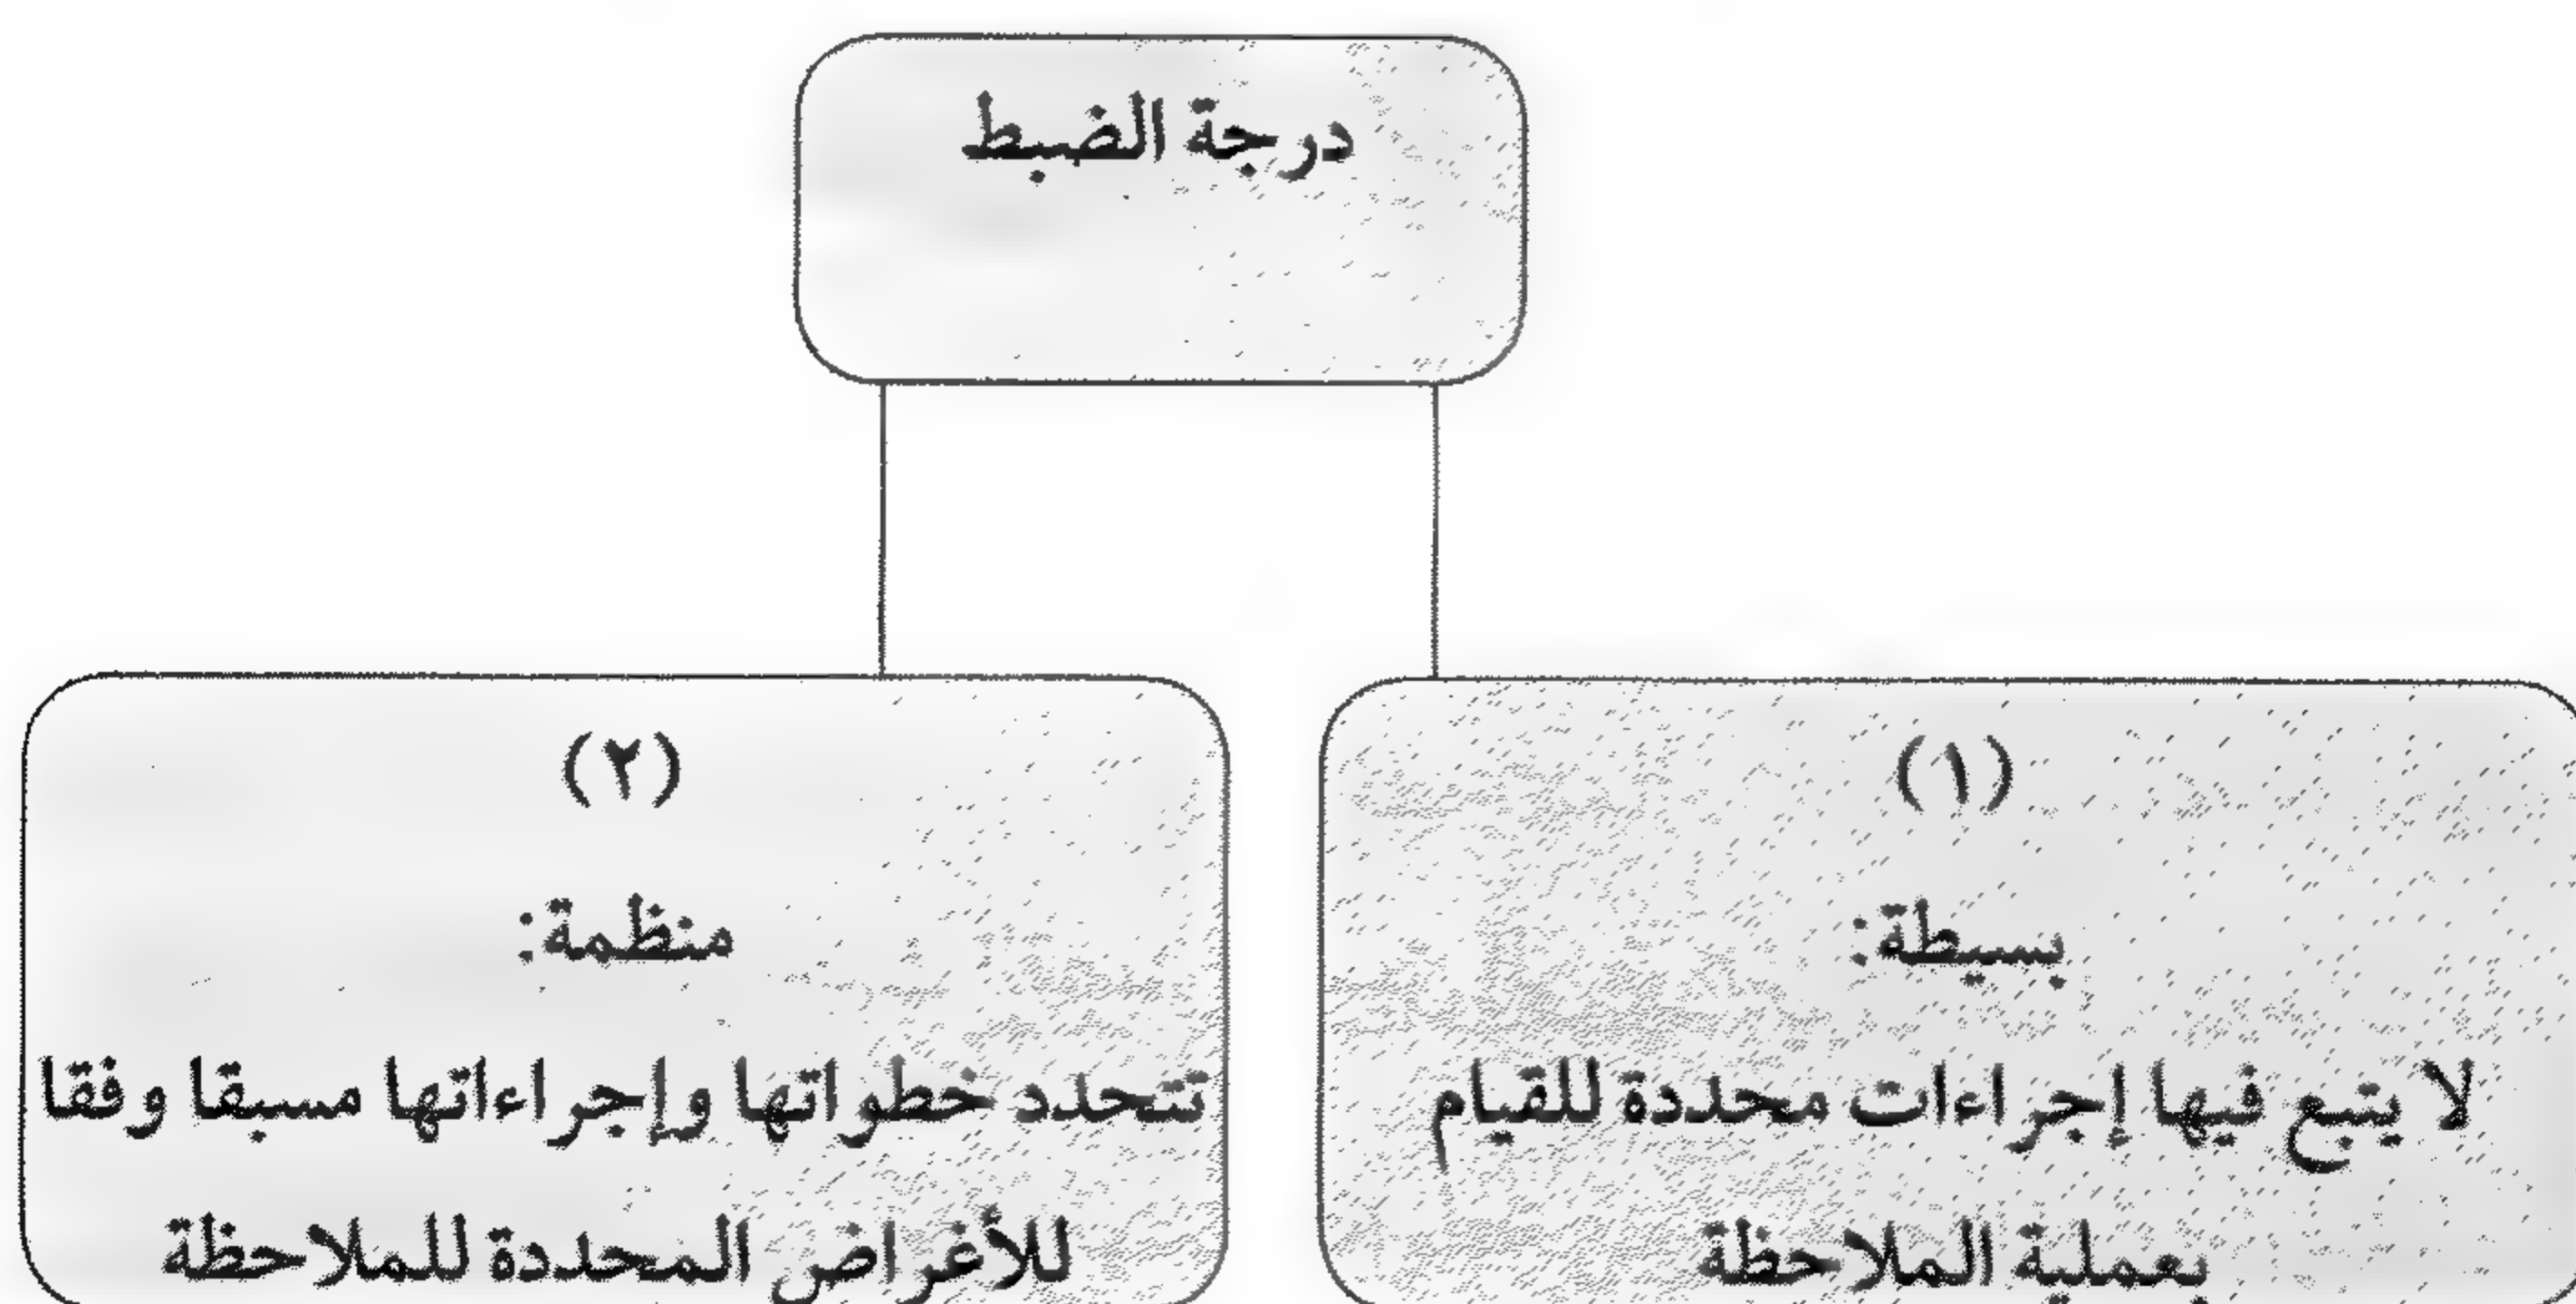 درجة الضبط
(١)
بسيطة:
لا يتبع فيها إجراءات محددة للقيام
بعملية الملاحظة
(٢)
منظمة:
تتحدد خطواتها وإجراءاتها مسبقا وفقا
للأغراض المحددة للملاحظة